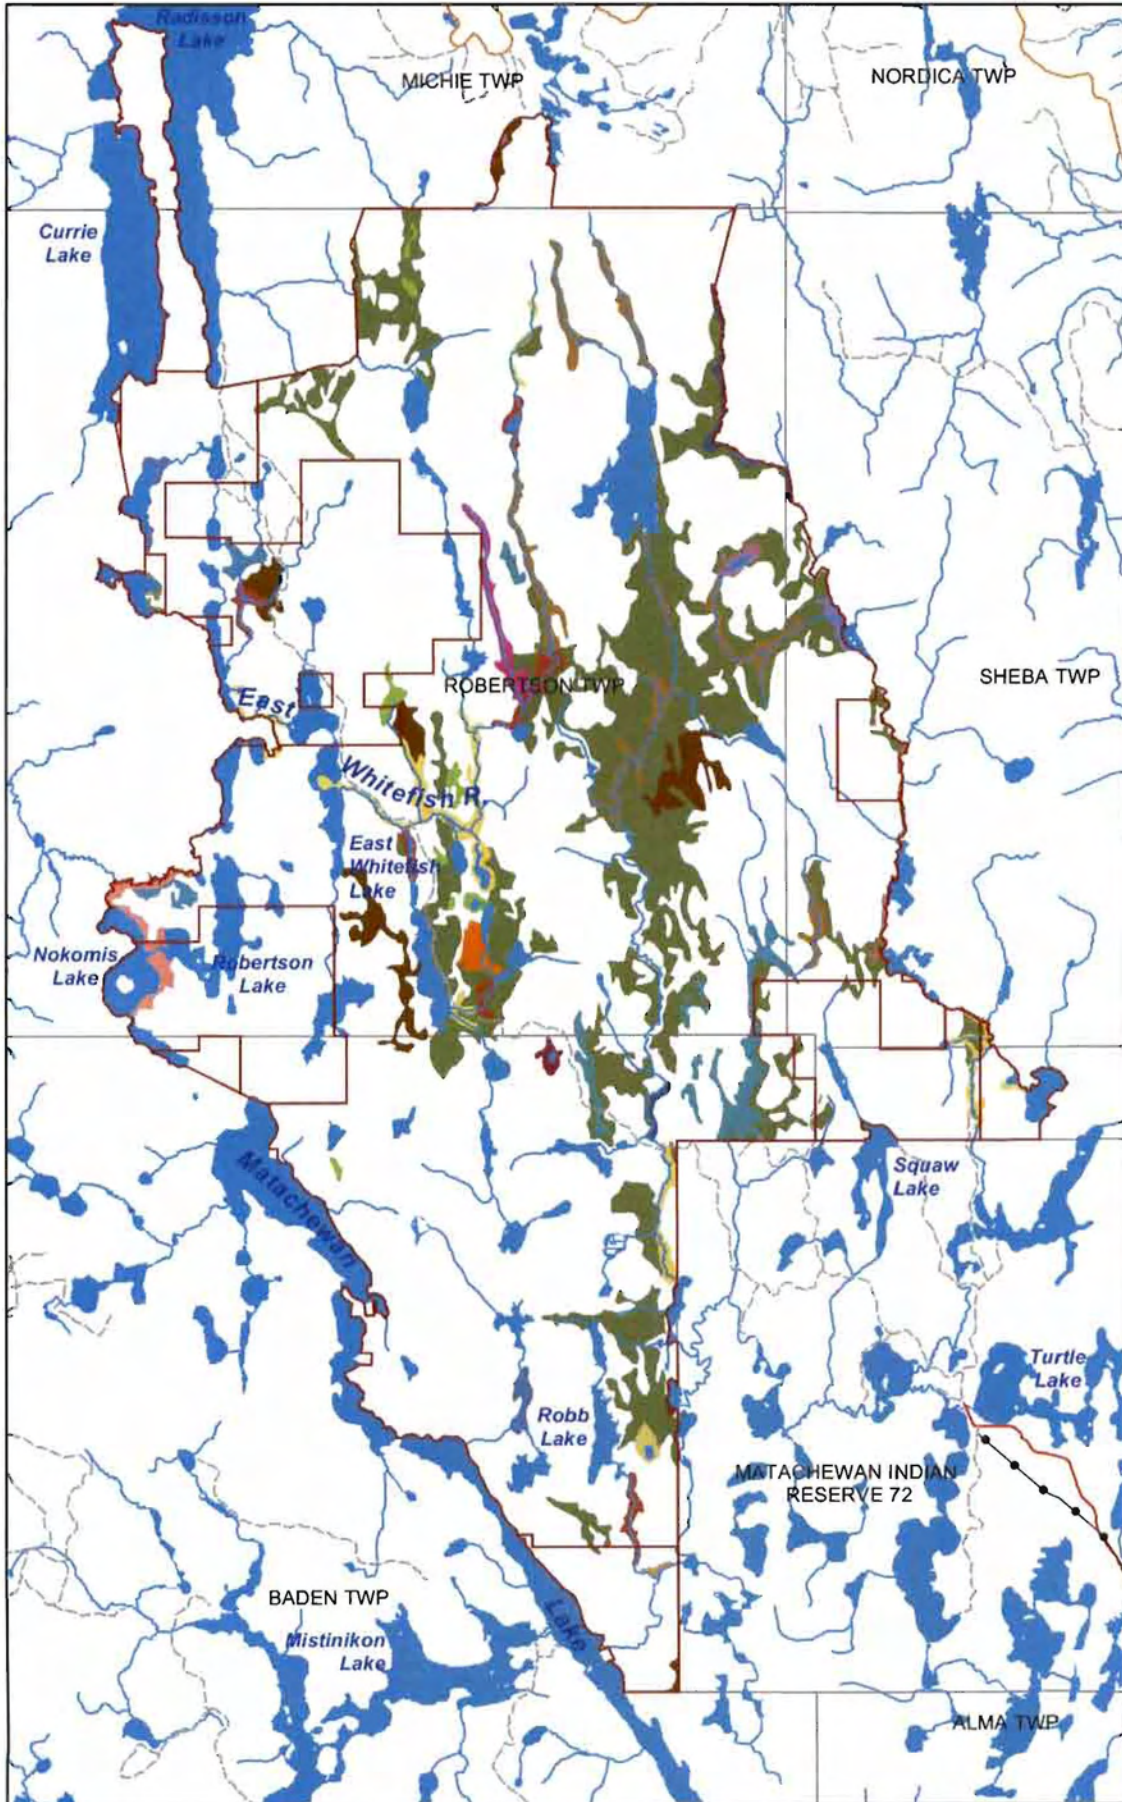 Radisson
Lake
MICHIE TWP
NORDICA TWP
Currie
Lake
ROBERTSON TWP
SHEBA TWP
East
Whitefish R.
East
Whitefish
Lake
Nokomis
Lake
Robertson
Lake
Matachewan
Squaw
Lake
Turtle
Lake
Robb
Lake
MATACHEWAN INDIAN
RESERVE 72
BADEN TWP
Lake
Mistinikon
Lake
ALMA TWP